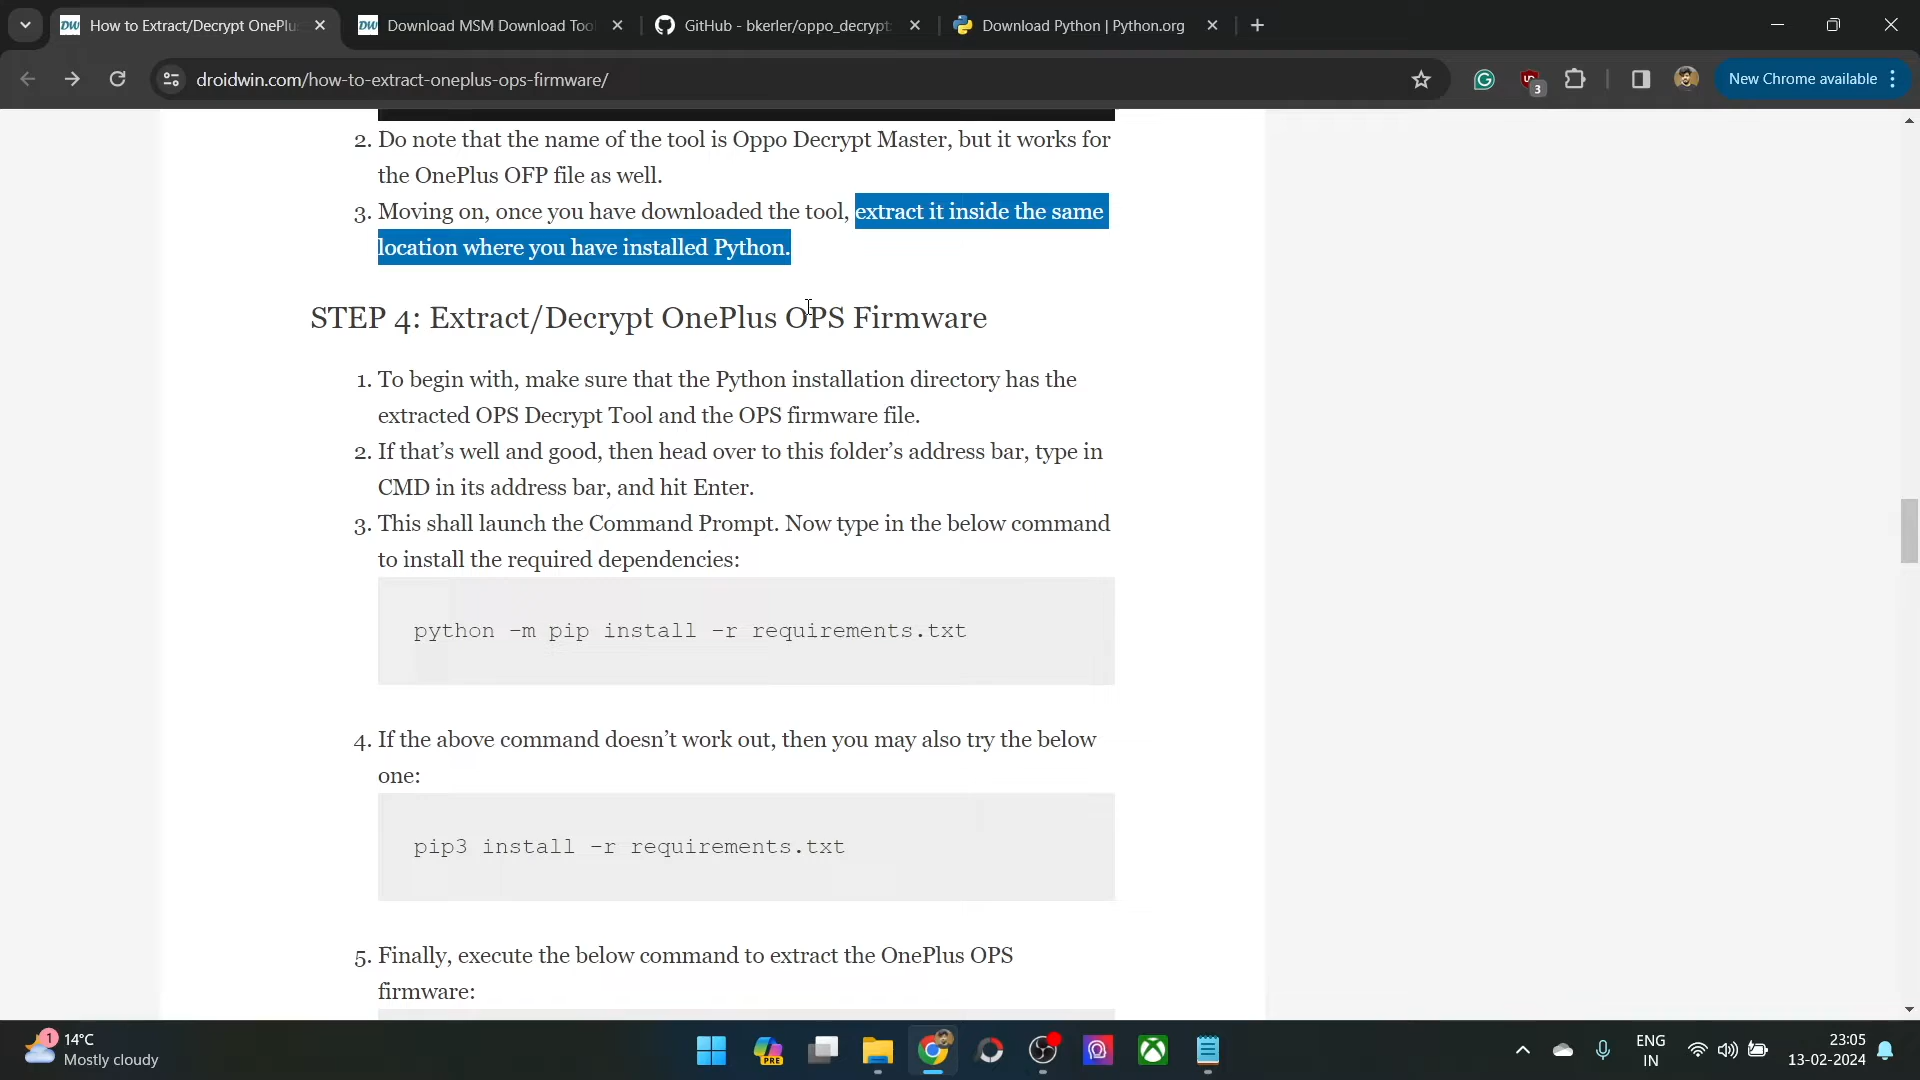 How to Extract/Decrypt OnePlu
Download MSM Download Too
GitHub - bkerler/oppo_decrypt
Download Python | Python.org
droidwin.com/how-to-extract-oneplus-ops-firmware/
3
New Chrome available
2. Do note that the name of the tool is Oppo Decrypt Master, but it works for
the OnePlus OFP file as well.
3. Moving on, once you have downloaded the tool, extract it inside the same
location where you have installed Python.
STEP 4: Extract/Decrypt OnePlus OPS Firmware
1. To begin with, make sure that the Python installation directory has the
extracted OPS Decrypt Tool and the OPS firmware file.
2. If that’s well and good, then head over to this folder’s address bar, type in
CMD in its address bar, and hit Enter.
3. This shall launch the Command Prompt. Now type in the below command
to install the required dependencies:
python -m pip install -r requirements.txt
4. If the above command doesn’t work out, then you may also try the below
one:
pip3 install -r requirements.txt
5. Finally, execute the below command to extract the OnePlus OPS
firmware:
1
14°C
Mostly cloudy
PRE
ENG
IN
23:05
13-02-2024